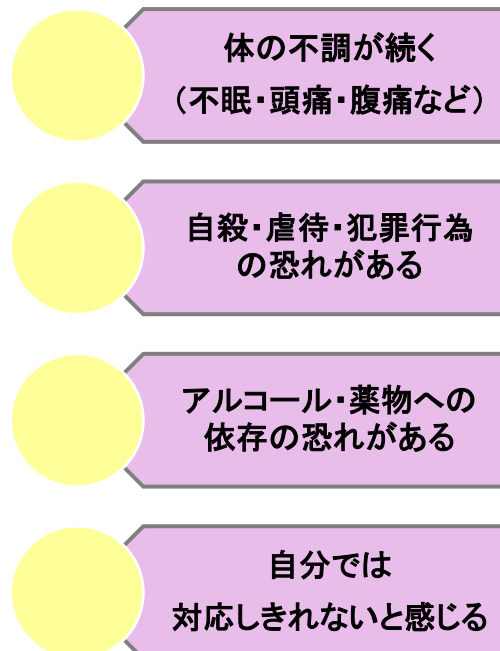 体の不調が続く
（不眠・頭痛・腹痛など）
自殺・虐待・犯罪行為
の恐れがある
アルコール・薬物への
依存の恐れがある
自分では
対応しきれないと感じる